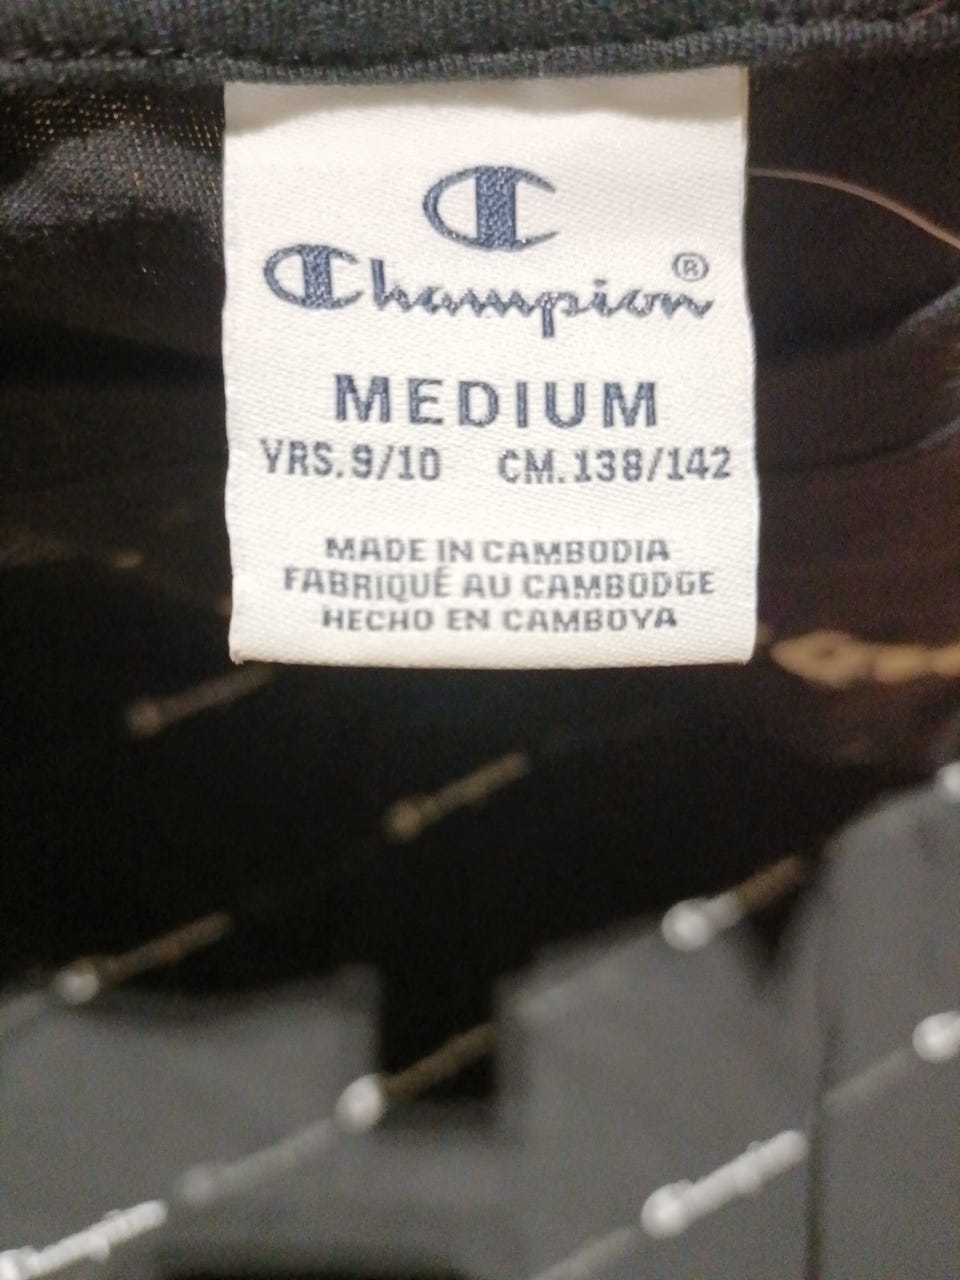 Champion®
MEDIUM
YRS.9/10 CM.138/142
MADE IN CAMBODIA
FABRIQUÉ AU CAMBODGE
HECHO EN CAMBOYA